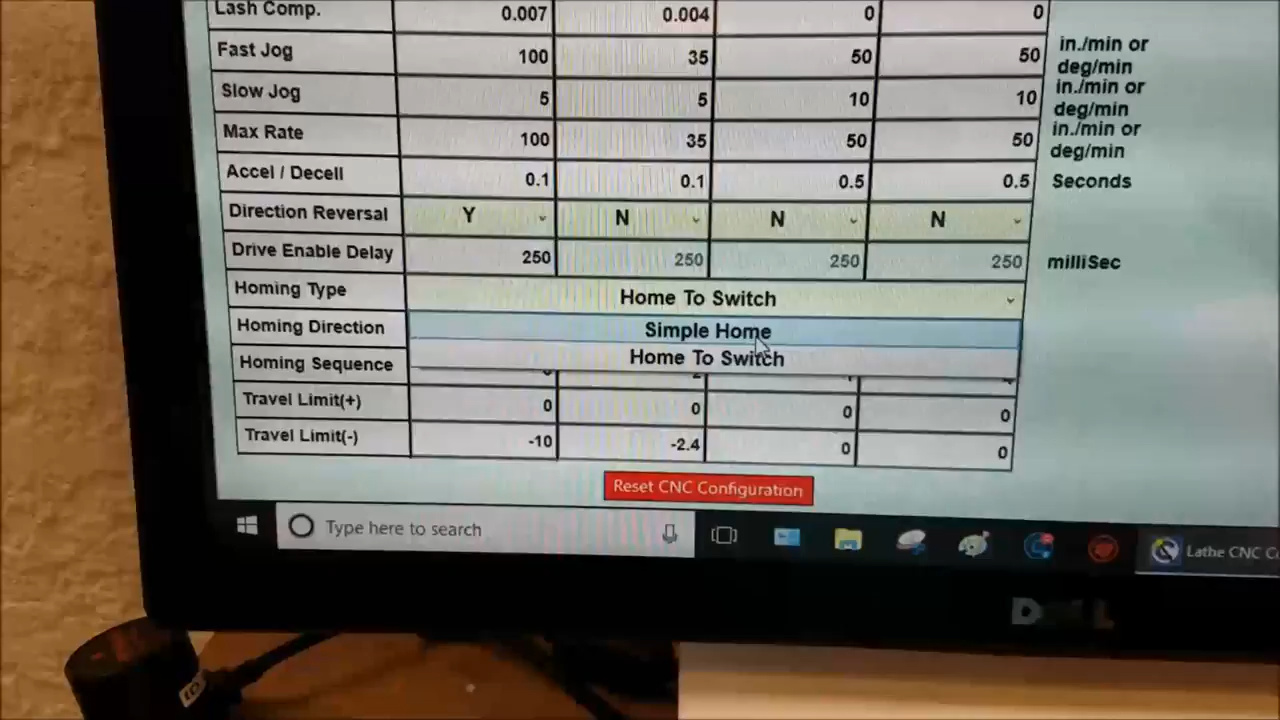 Lash Comp. 0.007 0.004 0 0
Fast Jog 100 35 50 50 in./min or deg/min
Slow Jog 5 5 10 10 in./min or deg/min
Max Rate 100 35 50 50 in./min or deg/min
Accel / Decell 0.1 0.1 0.5 0.5 Seconds
Direction Reversal Y N N N
Drive Enable Delay 250 250 250 250 milliSec
Homing Type Home To Switch
Homing Direction Simple Home
Home To Switch
Homing Sequence
Travel Limit(+) 0 0 0 0
Travel Limit(-) -10 -2.4 0 0
Reset CNC Configuration
Type here to search
Lathe CNC C
DELL